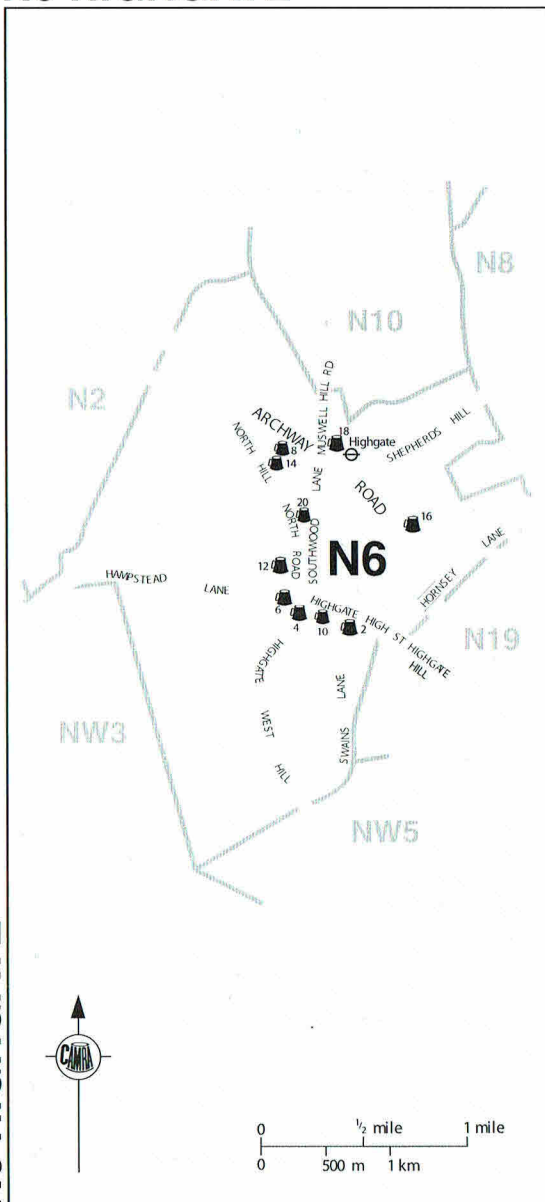 N8
N10
N2
MUSWELL HILL RD
ARCHWAY
18
Highgate
SHEPHERDS HILL
NORTH HILL
8
14
LANE
ROAD
20
16
NORTH ROAD
SOUTHWOOD
N6
12
HAMPSTEAD LANE
HORNSEY LANE
6
4
10
2
HIGHGATE HIGH ST
HIGHGATE HILL
N19
HIGHGATE WEST HILL
SWAINS LANE
NW3
NW5
CAMRA
0 ½ mile 1 mile
0 500 m 1 km